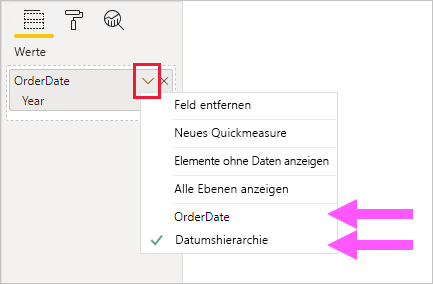 Werte
OrderDate
Year
Feld entfernen
Neues Quickmeasure
Elemente ohne Daten anzeigen
Alle Ebenen anzeigen
OrderDate
Datumshierarchie